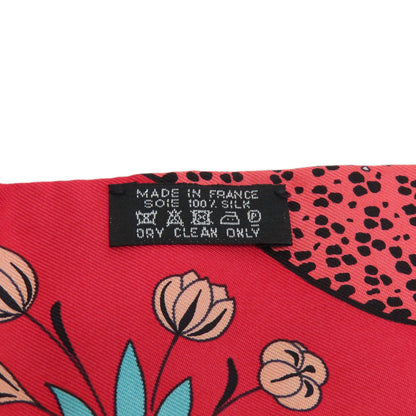 MADE IN FRANCE
SOIE 100% SILK
DRY CLEAN ONLY